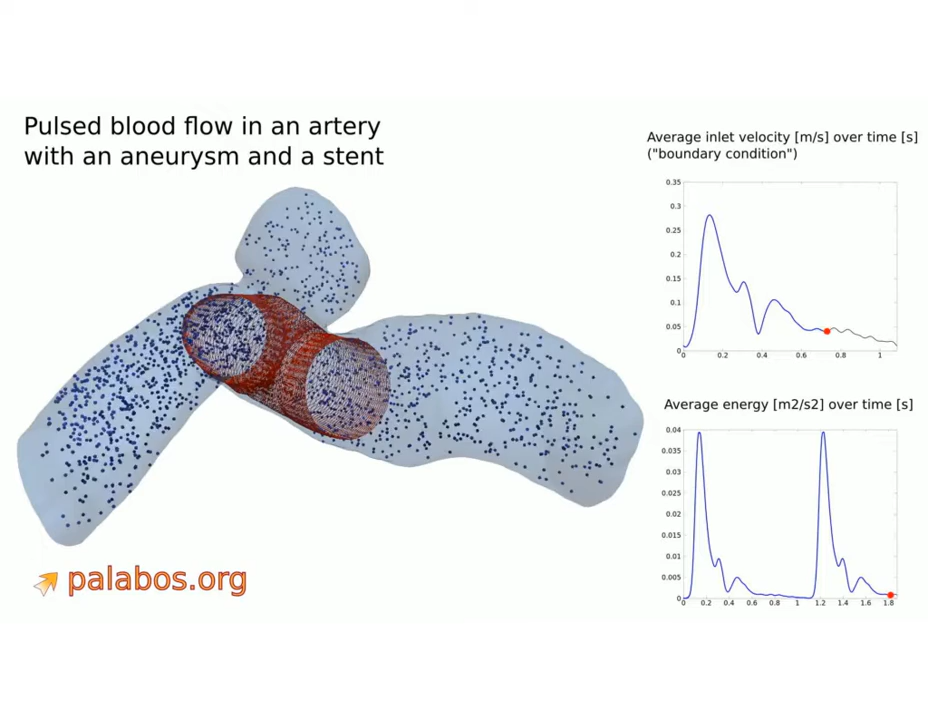 Pulsed blood flow in an artery
with an aneurysm and a stent
Average inlet velocity [m/s] over time [s]
("boundary condition")
0.35
0.3
0.25
0.2
0.15
0.1
0.05
0
0 0.2 0.4 0.6 0.8 1
Average energy [m2/s2] over time [s]
0.04
0.035
0.03
0.025
0.02
0.015
0.01
0.005
0
0 0.2 0.4 0.6 0.8 1 1.2 1.4 1.6 1.8
palabos.org